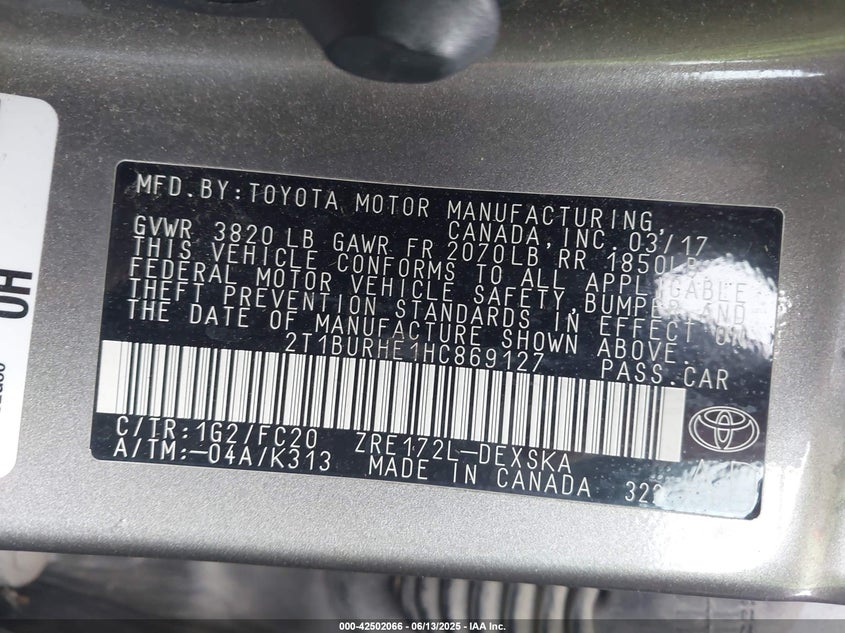 MFD.BY:TOYOTA MOTOR MANUFACTURING,
CANADA,INC. 03/17
GVWR 3820 LB GAWR FR 2070LB RR 1850LB
THIS VEHICLE CONFORMS TO ALL APPLICABLE
FEDERAL MOTOR VEHICLE SAFETY,BUMPER,AND
THEFT PREVENTION STANDARDS IN EFFECT ON
THE DATE OF MANUFACTURE SHOWN ABOVE.
2T1BURHE1HC869127 PASS.CAR
C/TR:1G2/FC20 ZRE172L-DEXSKA
A/TM:-04A/K313 MADE IN CANADA
OH
000-42502066 - 06/13/2025 - IAA Inc.